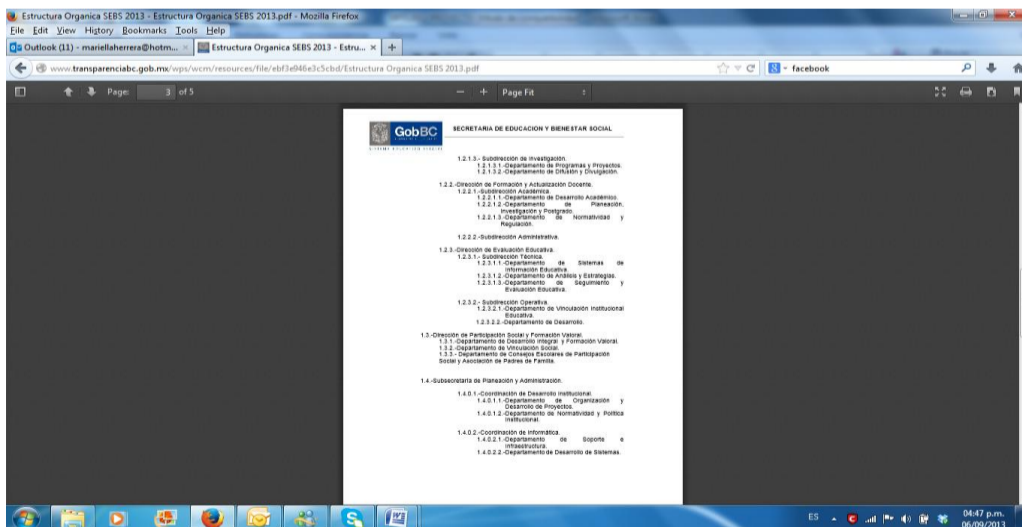 Estructura Organica SEBS 2013 - Estructura Organica SEBS 2013.pdf - Mozilla Firefox
File Edit View History Bookmarks Tools Help
Outlook (11) - mariellaherrera@hotm... ×
Estructura Organica SEBS 2013 - Estru... × +
www.transparenciabc.gob.mx/wps/wcm/resources/file/ebf3e046e3c5cbd/Estructura Organica SEBS 2013.pdf
facebook
Page: 3 of 5
Page Fit
GobBC
SECRETARIA DE EDUCACION Y BIENESTAR SOCIAL
1.2.1.3.- Subdirección de Investigación.
1.2.1.3.1.-Departamento de Programas y Proyectos.
1.2.1.3.2.-Departamento de Difusión y Divulgación.
1.2.2.-Dirección de Formación y Actualización Docente.
1.2.2.1.-Subdirección Académica.
1.2.2.1.1.-Departamento de Desarrollo Académico.
1.2.2.1.2.-Departamento de Planeación,
Investigación y Postgrado.
1.2.2.1.3.-Departamento de Normatividad y
Regulación.
1.2.2.2.-Subdirección Administrativa.
1.2.3.-Dirección de Evaluación Educativa.
1.2.3.1.- Subdirección Técnica.
1.2.3.1.1.-Departamento de Sistemas de
Información Educativa.
1.2.3.1.2.-Departamento de Análisis y Estrategias.
1.2.3.1.3.-Departamento de Seguimiento y
Evaluación Educativa.
1.2.3.2.- Subdirección Operativa.
1.2.3.2.1.-Departamento de Vinculación Institucional
Educativa.
1.2.3.2.2.-Departamento de Desarrollo.
1.3.-Dirección de Participación Social y Formación Valoral.
1.3.1.-Departamento de Desarrollo Integral y Formación Valoral.
1.3.2.-Departamento de Vinculación Social.
1.3.3.- Departamento de Consejos Escolares de Participación
Social y Asociación de Padres de Familia.
1.4.-Subsecretaría de Planeación y Administración.
1.4.0.1.-Coordinación de Desarrollo Institucional.
1.4.0.1.1.-Departamento de Organización y
Desarrollo de Proyectos.
1.4.0.1.2.-Departamento de Normatividad y Política
Institucional.
1.4.0.2.-Coordinación de Informática.
1.4.0.2.1.-Departamento de Soporte e
Infraestructura.
1.4.0.2.2.-Departamento de Desarrollo de Sistemas.
ES
04:47 p.m.
06/09/2013